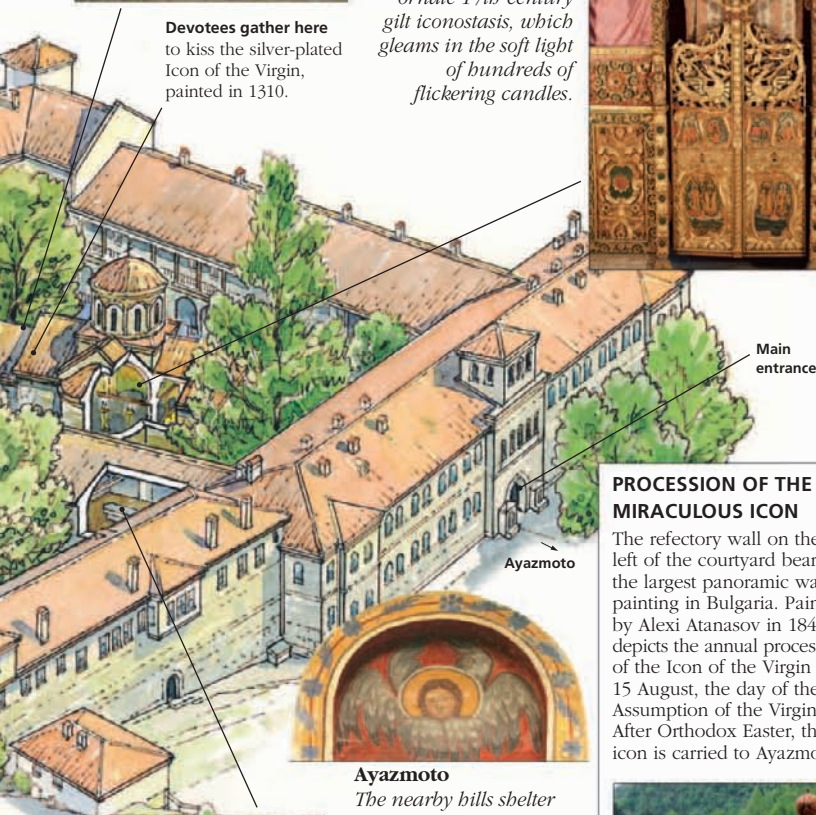 Devotees gather here
to kiss the silver-plated
Icon of the Virgin,
painted in 1310.
ornate 17th-century
gilt iconostasis, which
gleams in the soft light
of hundreds of
flickering candles.
Main
entrance
Ayazmoto
PROCESSION OF THE
MIRACULOUS ICON
The refectory wall on the
left of the courtyard bear
the largest panoramic wa
painting in Bulgaria. Pain
by Alexi Atanasov in 184
depicts the annual proces
of the Icon of the Virgin
15 August, the day of the
Assumption of the Virgin
After Orthodox Easter, th
icon is carried to Ayazmo
Ayazmoto
The nearby hills shelter